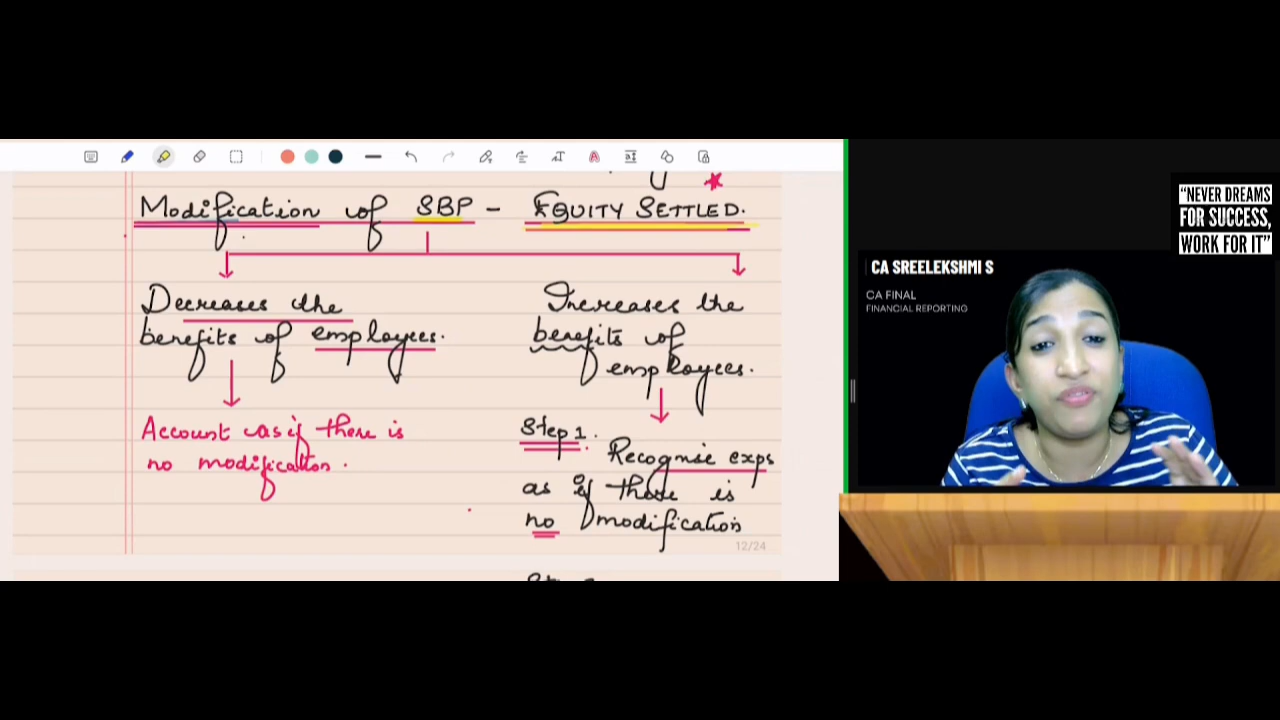 Modification of SBP - EQUITY SETTLED.
Decreases the
benefits of employees.
Account as if there is
no modification.
Increases the
benefits of
employees.
Step 1. Recognise exps
as if there is
no modification
12/24
"NEVER DREAMS
FOR SUCCESS,
WORK FOR IT"
CA SREELEKSHMI S
CA FINAL
FINANCIAL REPORTING